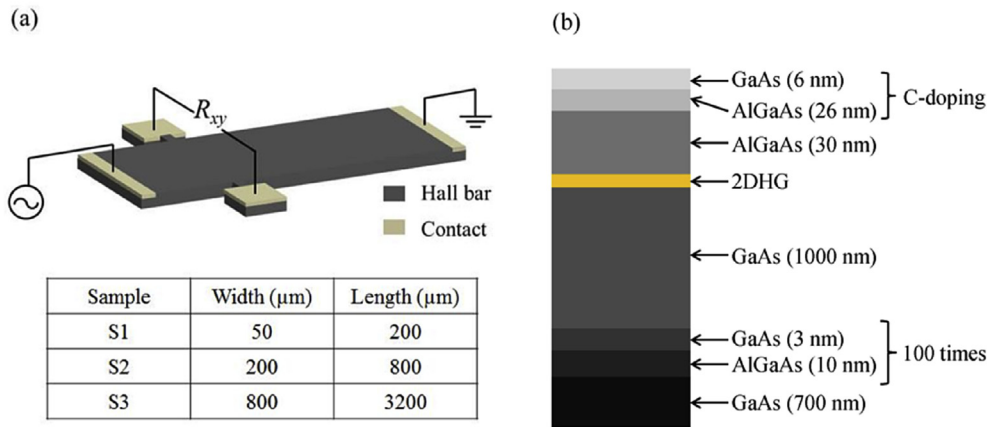 (a)
Rxy
Hall bar
Contact
Sample Width (μm) Length (μm)
S1 50 200
S2 200 800
S3 800 3200
(b)
GaAs (6 nm)
AlGaAs (26 nm)
C-doping
AlGaAs (30 nm)
2DHG
GaAs (1000 nm)
GaAs (3 nm)
AlGaAs (10 nm)
100 times
GaAs (700 nm)